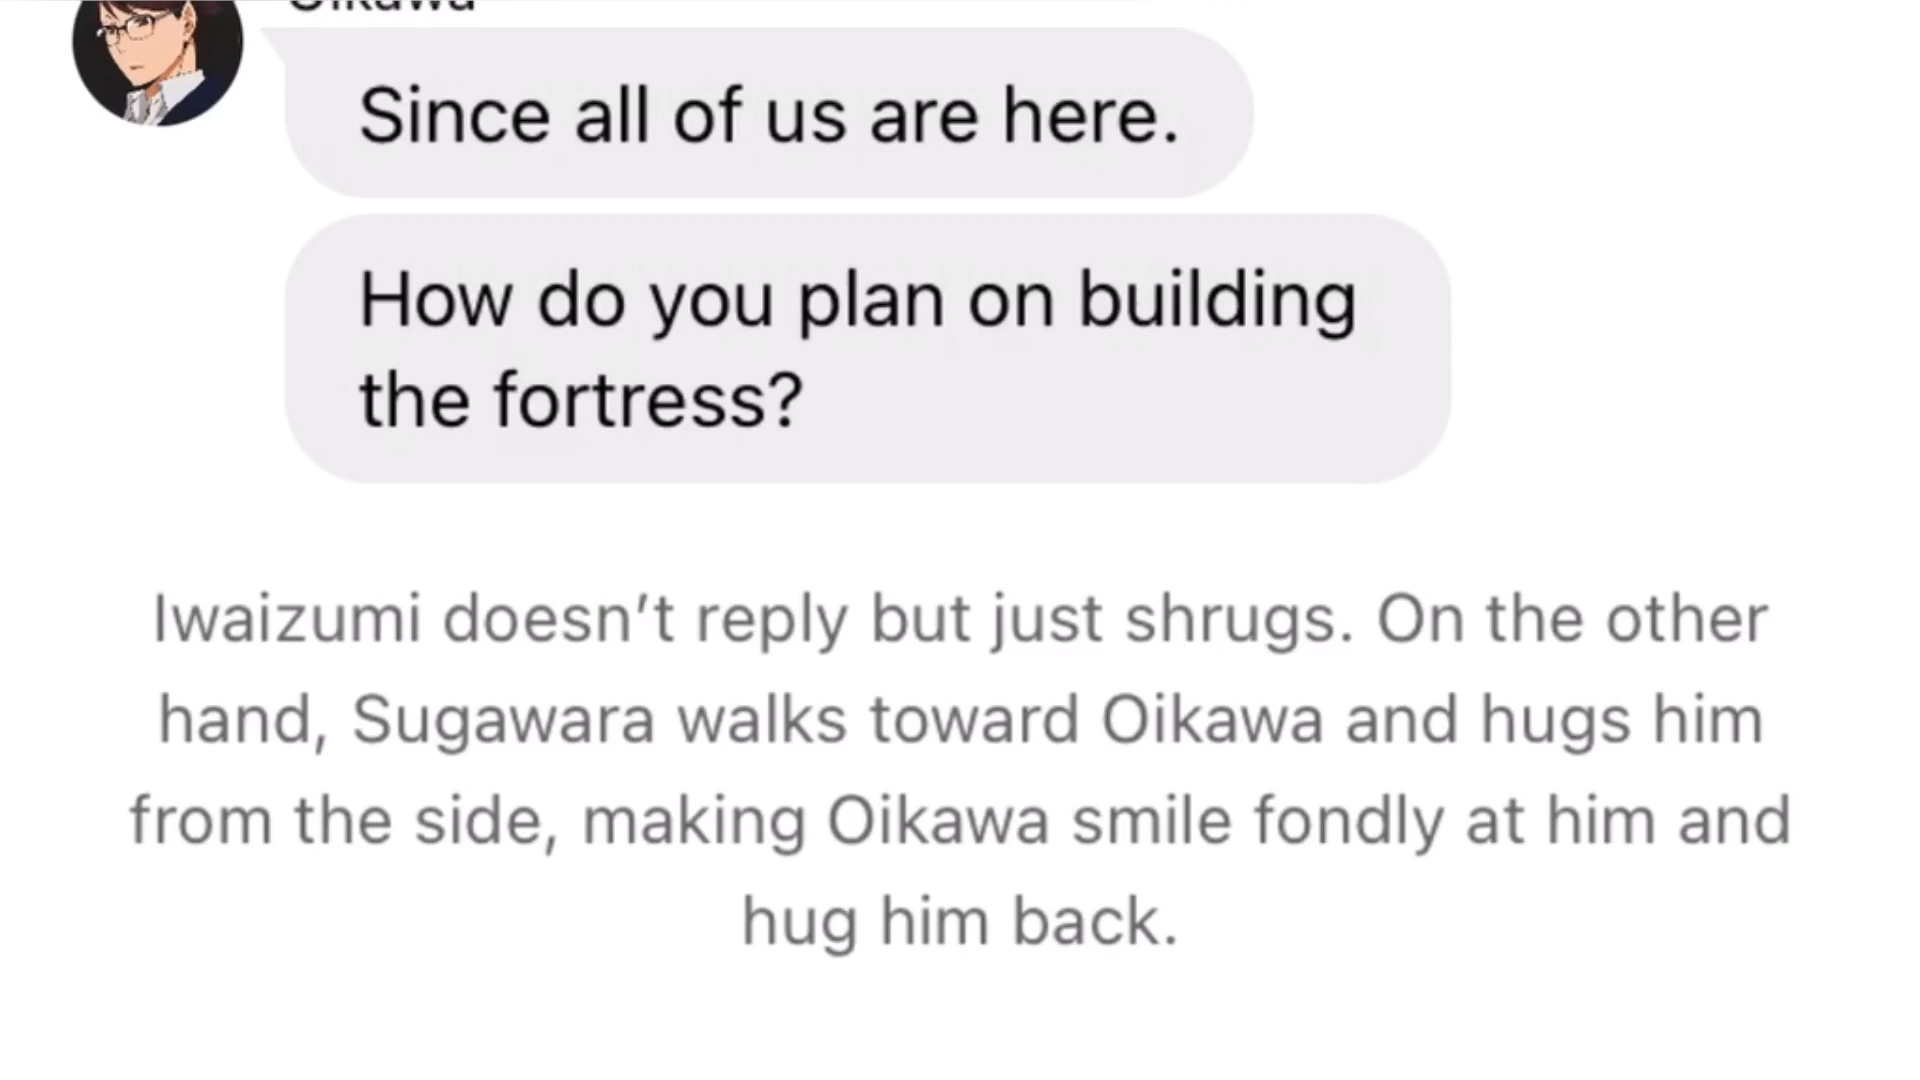 Oikawa
Since all of us are here.
How do you plan on building
the fortress?
Iwaizumi doesn’t reply but just shrugs. On the other
hand, Sugawara walks toward Oikawa and hugs him
from the side, making Oikawa smile fondly at him and
hug him back.